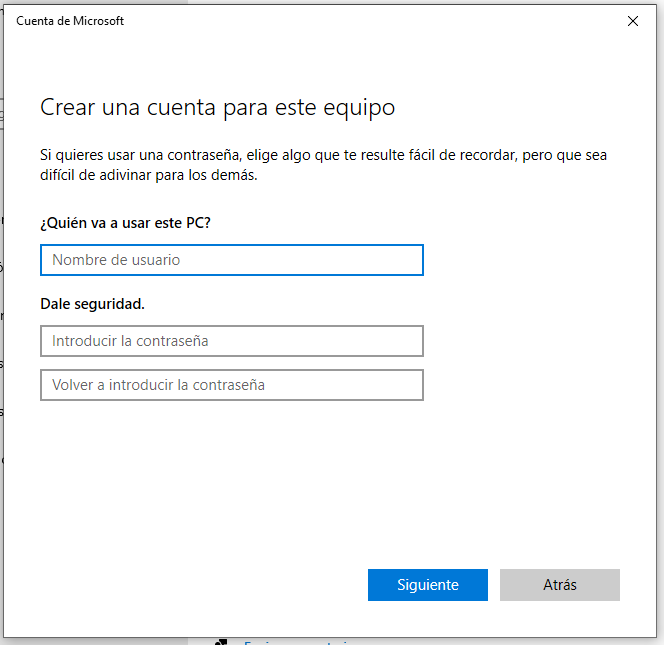 Cuenta de Microsoft
Crear una cuenta para este equipo
Si quieres usar una contraseña, elige algo que te resulte fácil de recordar, pero que sea
difícil de adivinar para los demás.
¿Quién va a usar este PC?
Nombre de usuario
Dale seguridad.
Introducir la contraseña
Volver a introducir la contraseña
Siguiente
Atrás